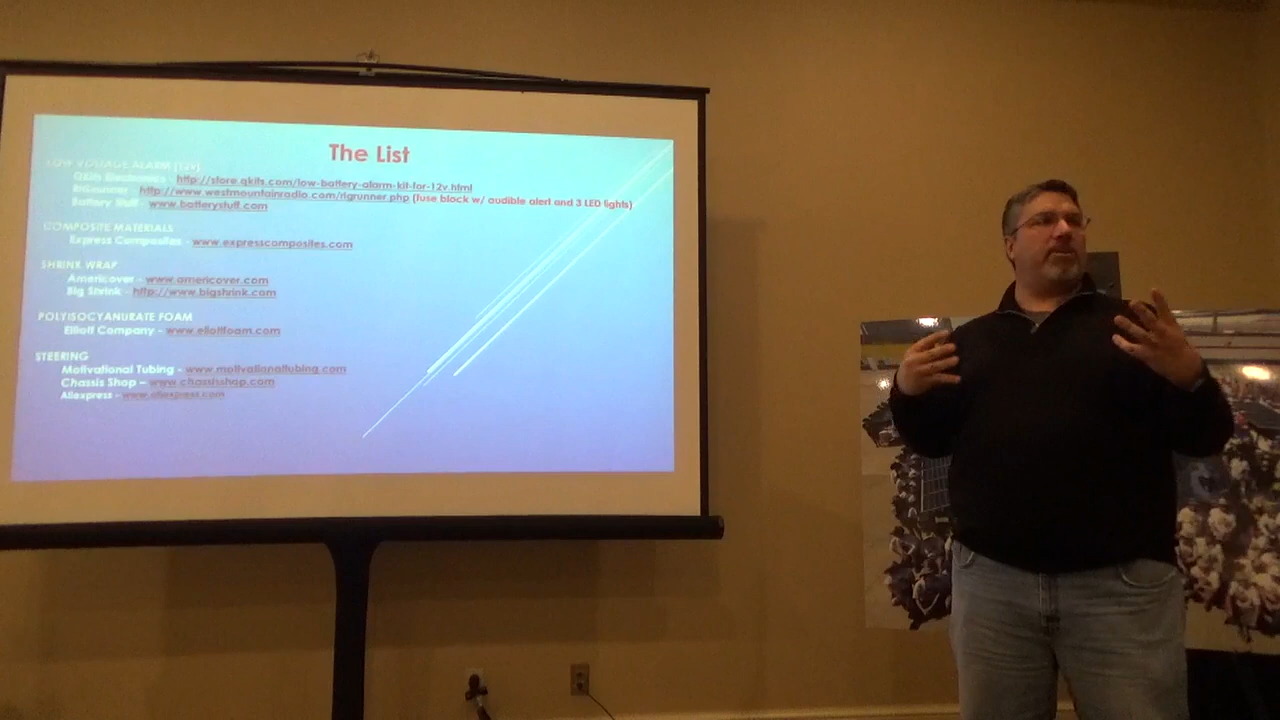 The List
LOW VOLTAGE ALARM (12v)
Qkits Electronics - http://store.qkits.com/low-battery-alarm-kit-for-12v.html
RIGrunner - http://www.westmountainradio.com/rigrunner.php (fuse block w/ audible alert and 3 LED lights)
Battery Stuff - www.batterystuff.com
COMPOSITE MATERIALS
Express Composites - www.expresscomposites.com
SHRINK WRAP
Americover - www.americover.com
Big Shrink - http://www.bigshrink.com
POLYISOCYANURATE FOAM
Elliott Company - www.elliottfoam.com
STEERING
Motivational Tubing - www.motivationaltubing.com
Chassis Shop – www.chassisshop.com
Aliexpress - www.aliexpress.com